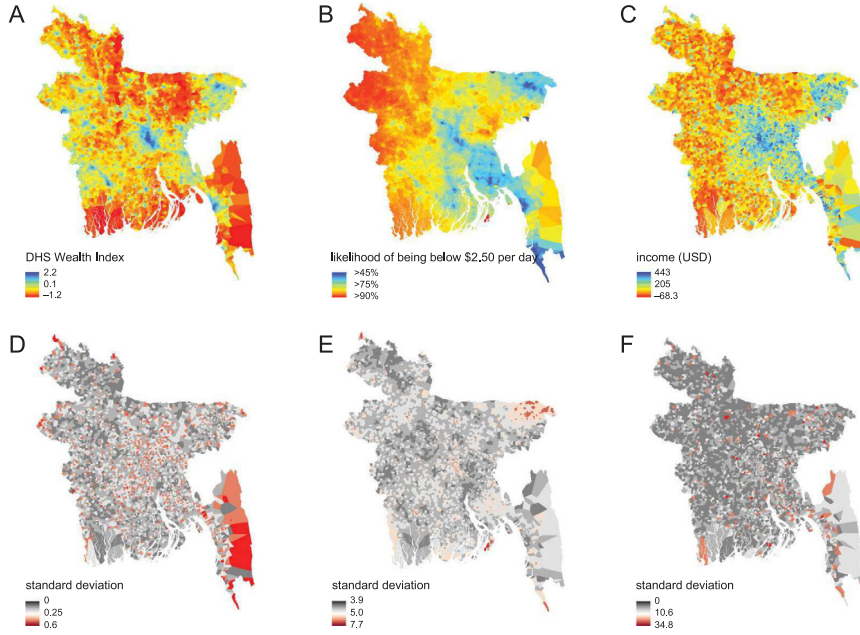 A
B
C
DHS Wealth Index
2.2
0.1
–1.2
likelihood of being below $2.50 per day
>45%
>75%
>90%
income (USD)
443
205
–68.3
D
E
F
standard deviation
0
0.25
0.6
standard deviation
3.9
5.0
7.7
standard deviation
0
10.6
34.8